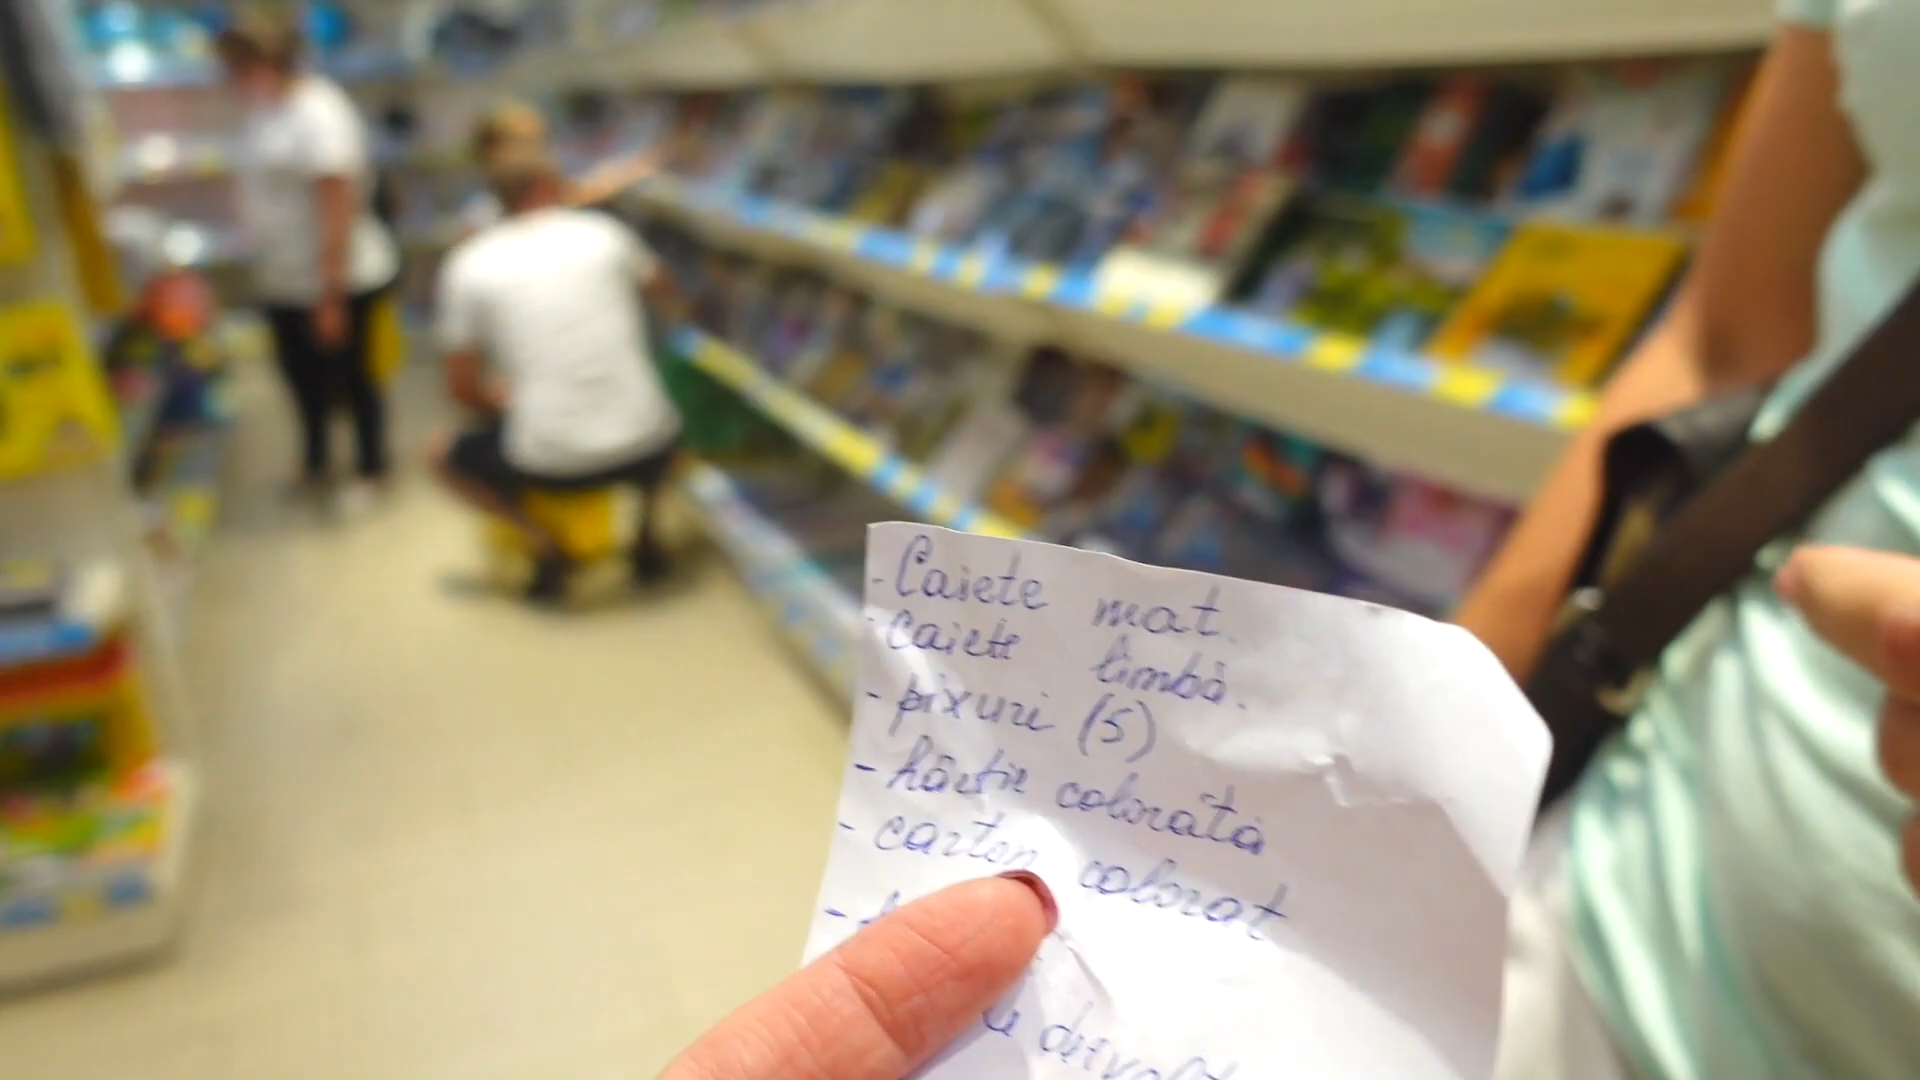 - Caiete mat.
- caiete limbă.
- pixuri (5)
- hârtie colorată
- carton colorat
-